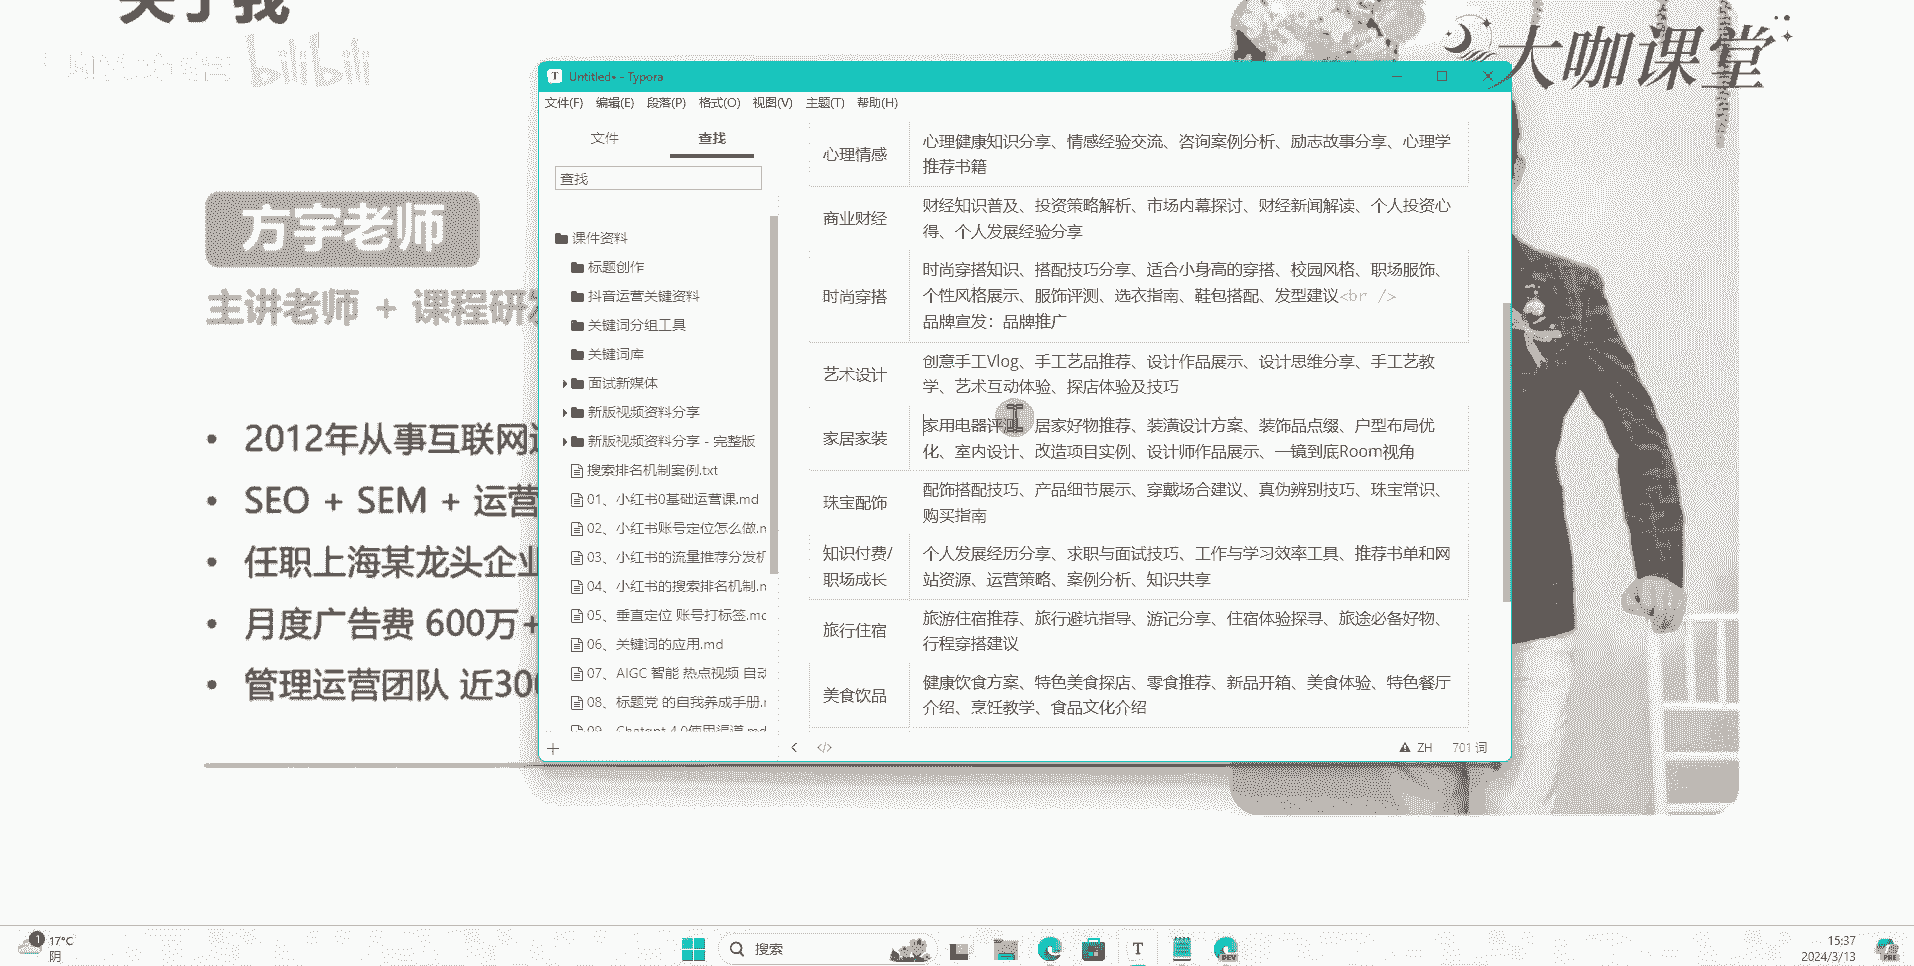 关于我
bilibili
大咖课堂
方宇老师
主讲老师 + 课程研发
2012年从事互联网
SEO + SEM + 运营
任职上海某龙头企业
月度广告费 600万+
管理运营团队 近300
Untitled• - Typora
文件(F) 编辑(E) 段落(P) 格式(O) 视图(V) 主题(T) 帮助(H)
文件 查找
查找
课件资料
标题创作
抖音运营关键资料
关键词分组工具
关键词库
面试新媒体
新版视频资料分享
新版视频资料分享 - 完整版
搜索排名机制案例.txt
01、小红书0基础运营课.md
02、小红书账号定位怎么做.m
03、小红书的流量推荐分发机
04、小红书的搜索排名机制.m
05、垂直定位 账号打标签.md
06、关键词的应用.md
07、AIGC 智能 热点视频 自动
08、标题党 的自我养成手册.m
09、Chatgpt 4.0使用渠道.md
心理情感
心理健康知识分享、情感经验交流、咨询案例分析、励志故事分享、心理学
推荐书籍
商业财经
财经知识普及、投资策略解析、市场内幕探讨、财经新闻解读、个人投资心
得、个人发展经验分享
时尚穿搭
时尚穿搭知识、搭配技巧分享、适合小身高的穿搭、校园风格、职场服饰、
个性风格展示、服饰评测、选衣指南、鞋包搭配、发型建议<br />
品牌宣发：品牌推广
艺术设计
创意手工Vlog、手工艺品推荐、设计作品展示、设计思维分享、手工艺教
学、艺术互动体验、探店体验及技巧
家居家装
家用电器评测、居家好物推荐、装潢设计方案、装饰品点缀、户型布局优
化、室内设计、改造项目实例、设计师作品展示、一镜到底Room视角
珠宝配饰
配饰搭配技巧、产品细节展示、穿戴场合建议、真伪辨别技巧、珠宝常识、
购买指南
知识付费/
职场成长
个人发展经历分享、求职与面试技巧、工作与学习效率工具、推荐书单和网
站资源、运营策略、案例分析、知识共享
旅行住宿
旅游住宿推荐、旅行避坑指导、游记分享、住宿体验探寻、旅途必备好物、
行程穿搭建议
美食饮品
健康饮食方案、特色美食探店、零食推荐、新品开箱、美食体验、特色餐厅
介绍、烹饪教学、食品文化介绍
ZH 701 词
1
17°C
阴
搜索
T
DEV
15:37
2024/3/13
PRE